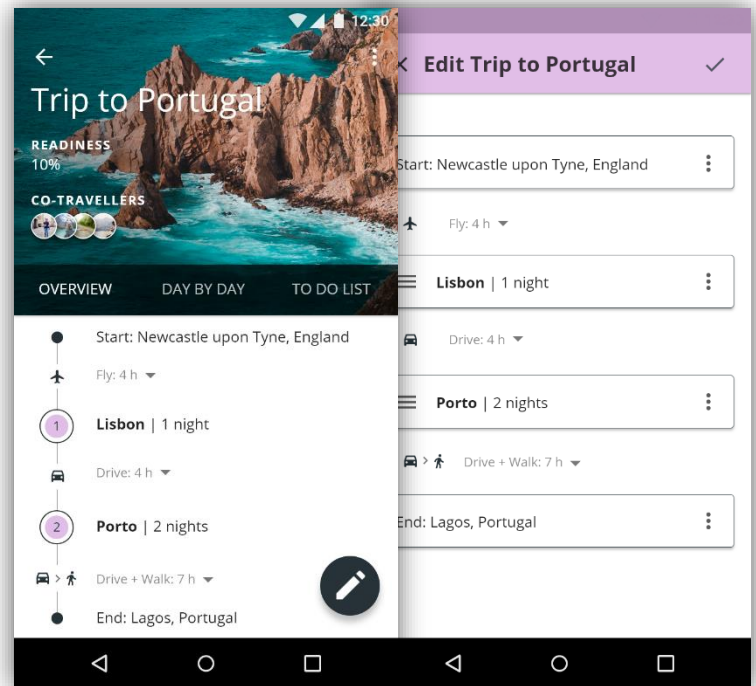 12:30
Trip to Portugal
READINESS
10%
CO-TRAVELLERS
OVERVIEW DAY BY DAY TO DO LIST
Start: Newcastle upon Tyne, England
Fly: 4 h
1 Lisbon | 1 night
Drive: 4 h
2 Porto | 2 nights
Drive + Walk: 7 h
End: Lagos, Portugal
Edit Trip to Portugal
Start: Newcastle upon Tyne, England
Fly: 4 h
Lisbon | 1 night
Drive: 4 h
Porto | 2 nights
Drive + Walk: 7 h
End: Lagos, Portugal